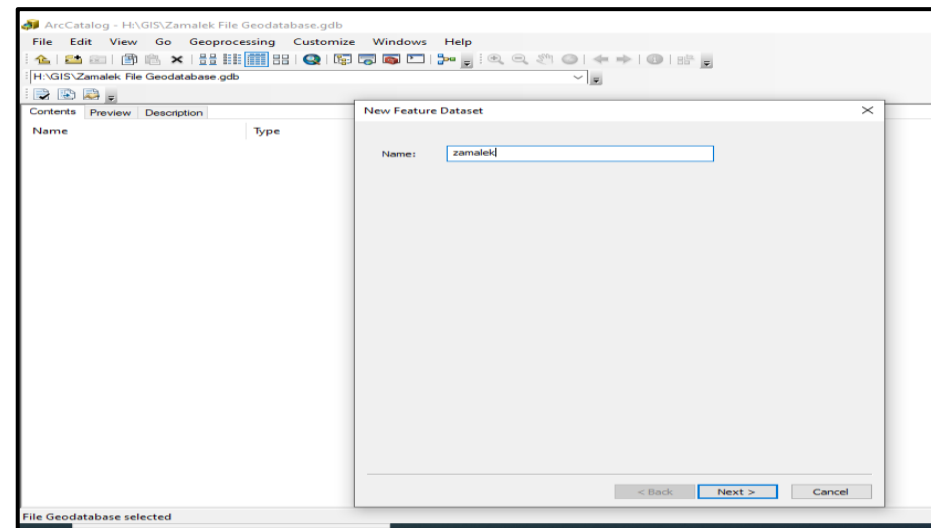 ArcCatalog - H:\GIS\Zamalek File Geodatabase.gdb
File Edit View Go Geoprocessing Customize Windows Help
H:\GIS\Zamalek File Geodatabase.gdb
Contents Preview Description
Name Type
New Feature Dataset
Name: zamalek
< Back Next > Cancel
File Geodatabase selected